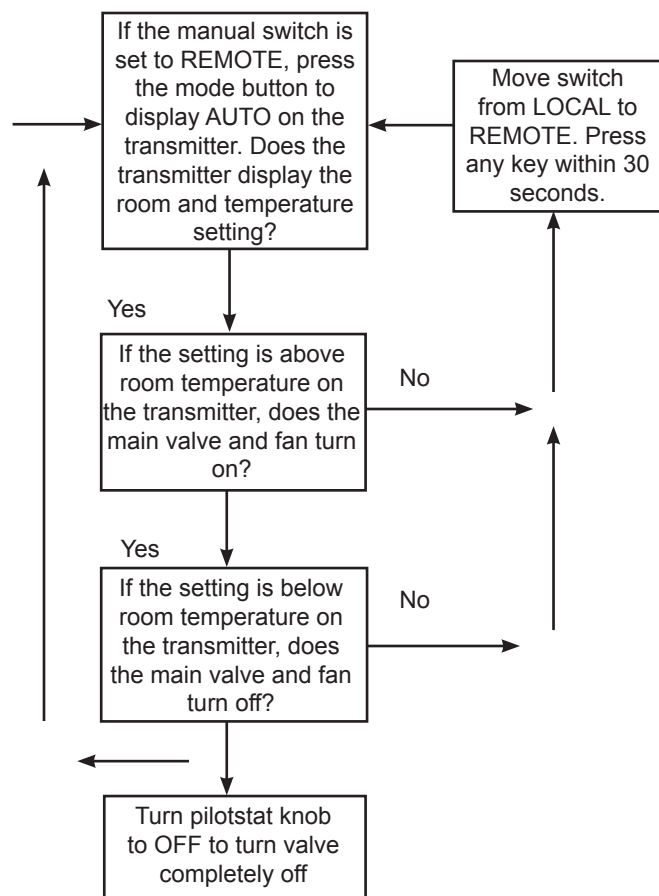 If the manual switch is
set to REMOTE, press
the mode button to
display AUTO on the
transmitter. Does the
transmitter display the
room and temperature
setting?
Move switch
from LOCAL to
REMOTE. Press
any key within 30
seconds.
Yes
If the setting is above
room temperature on
the transmitter, does the
main valve and fan turn
on?
No
Yes
If the setting is below
room temperature on
the transmitter, does
the main valve and fan
turn off?
No
Turn pilotstat knob
to OFF to turn valve
completely off